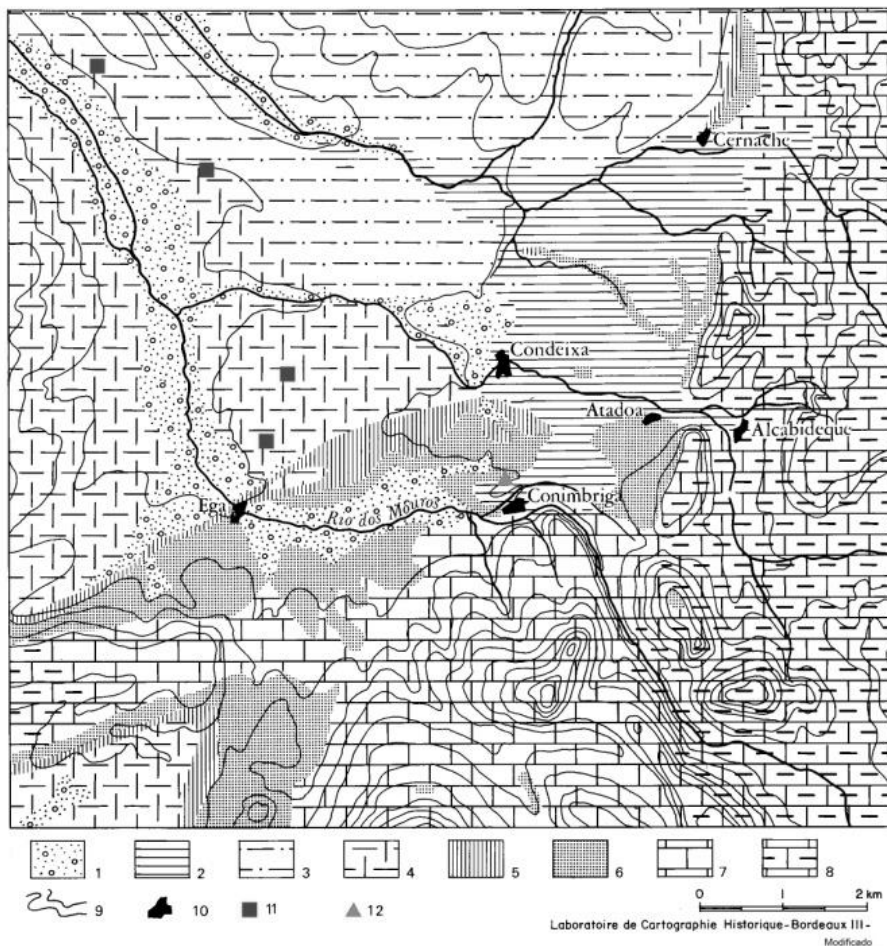 Cernache
Condeixa
Atadoa
Alcabideque
Ega
Rio dos Mouros
Conimbriga
1 2 3 4 5 6 7 8
9 10 11 12
0 1 2 km
Laboratoire de Cartographie Historique-Bordeaux III-
Modificado